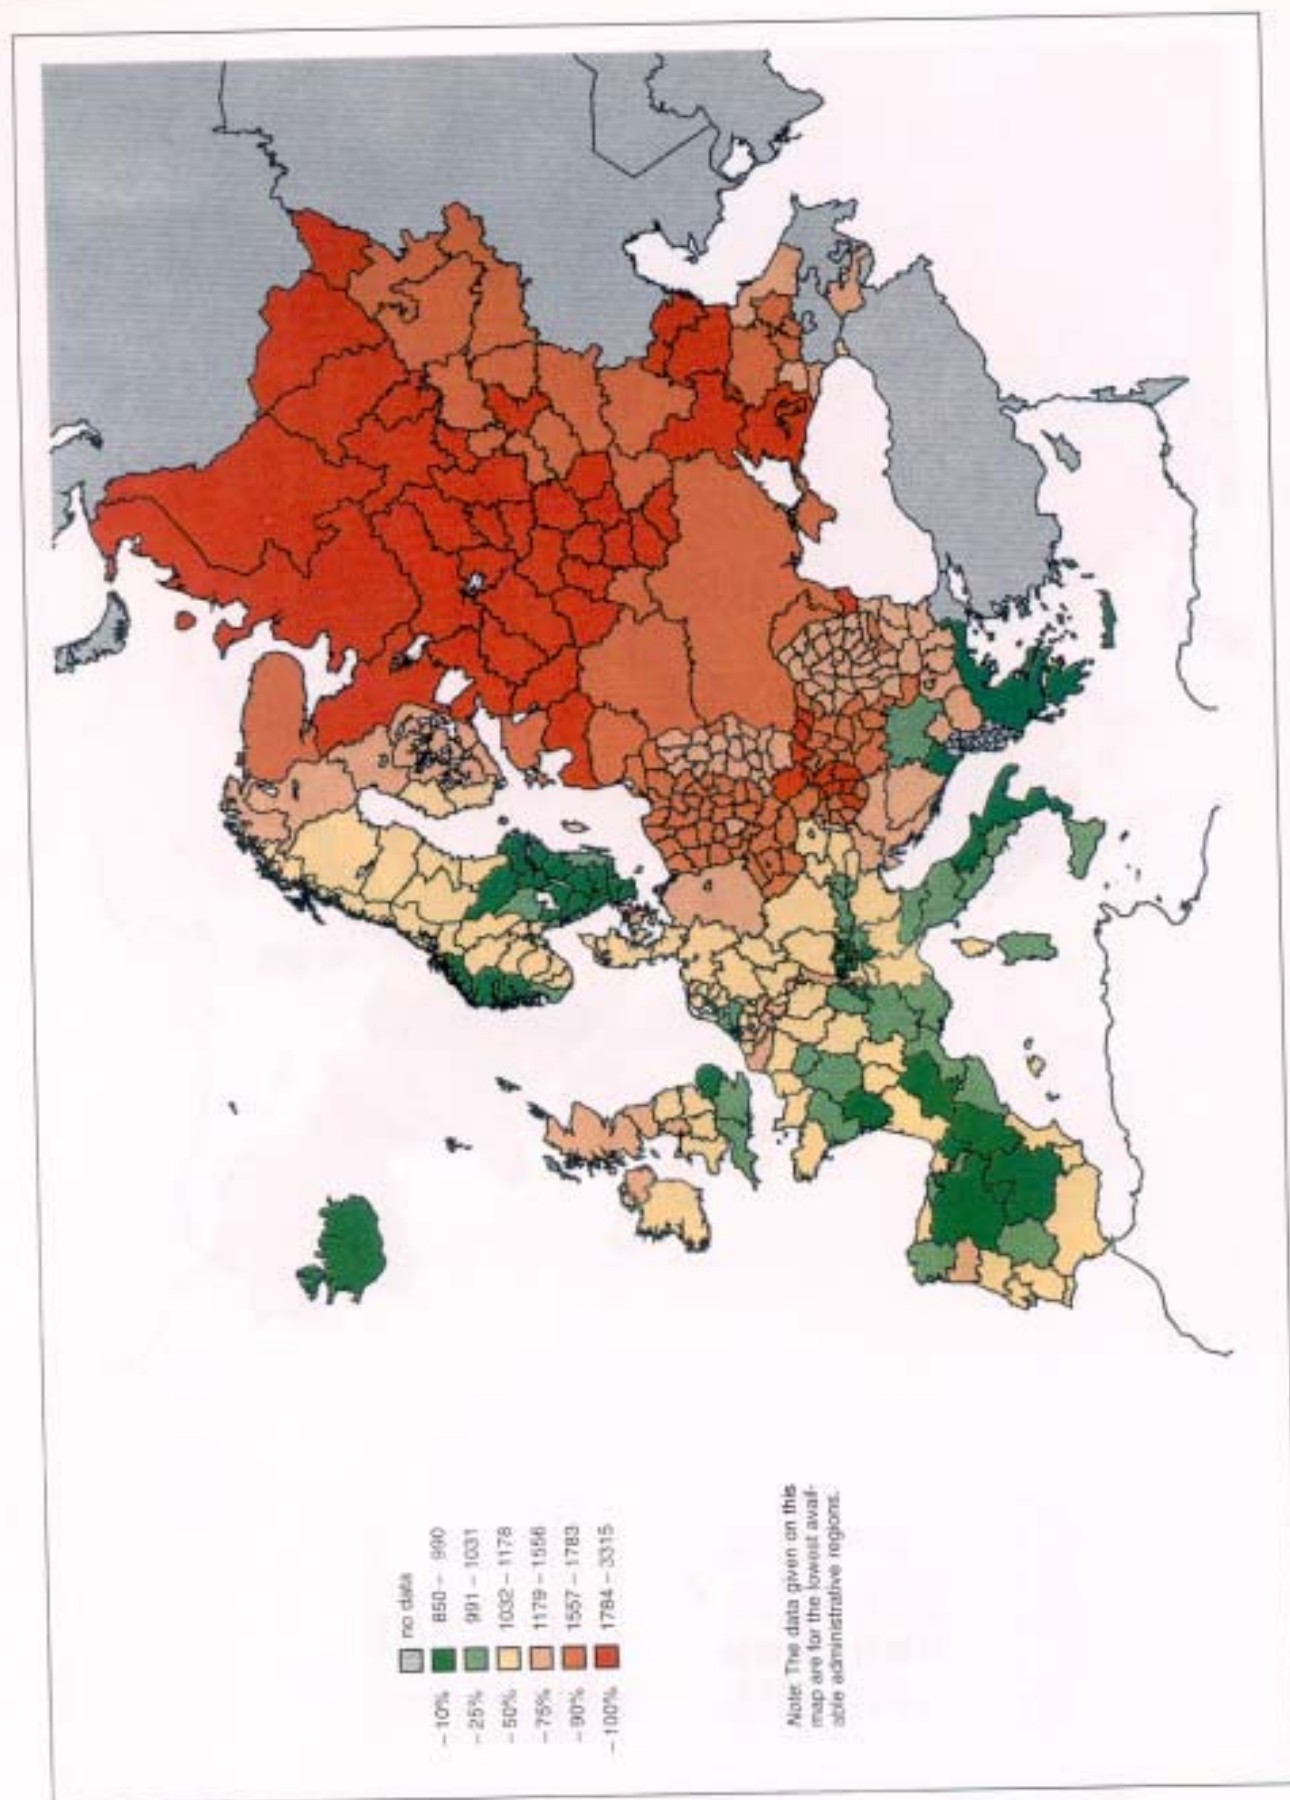 no data
– 10% 850 – 990
– 25% 991 – 1031
– 50% 1032 – 1178
– 75% 1179 – 1556
– 90% 1557 – 1783
– 100% 1784 – 3315
Note: The data given on this
map are for the lowest avail-
able administrative regions.